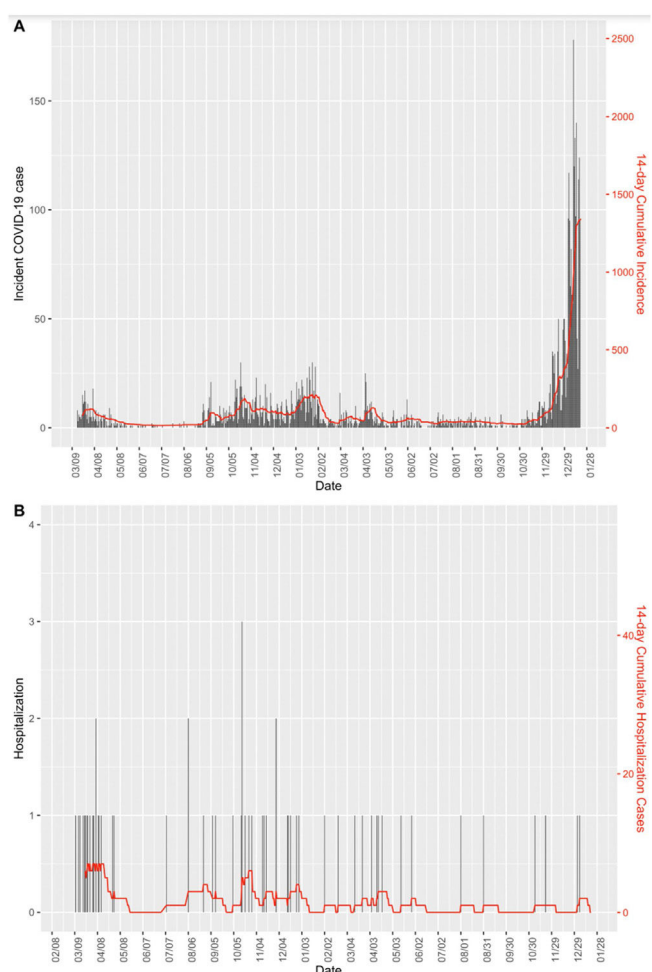 A
2500
150
2000
Incident COVID-19 case
14-day Cumulative Incidence
1500
100
1000
50
500
0
0
03/09 04/08 05/08 06/07 07/07 08/06 09/05 10/05 11/04 12/04 01/03 02/02 03/04 04/03 05/03 06/02 07/02 08/01 08/31 09/30 10/30 11/29 12/29 01/28
Date
B
4
3
40
Hospitalization
14-day Cumulative Hospitalization Cases
2
20
1
0
0
02/08 03/09 04/08 05/08 06/07 07/07 08/06 09/05 10/05 11/04 12/04 01/03 02/02 03/04 04/03 05/03 06/02 07/02 08/01 08/31 09/30 10/30 11/29 12/29 01/28
Date